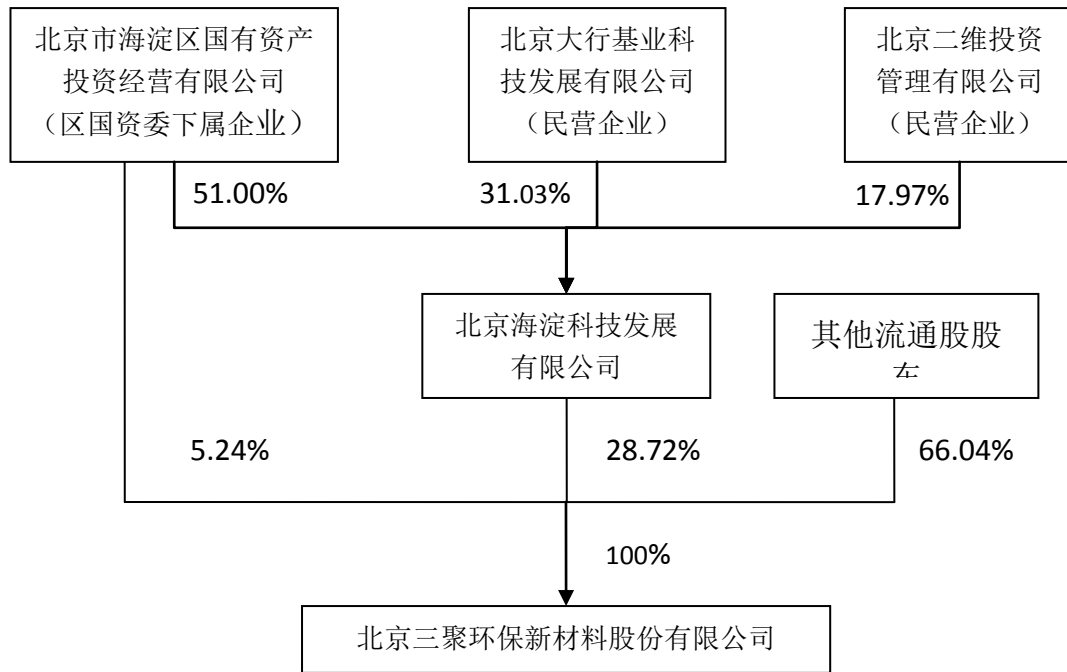 北京市海淀区国有资产
投资经营有限公司
（区国资委下属企业）
北京大行基业科
技发展有限公司
（民营企业）
北京二维投资
管理有限公司
（民营企业）
51.00%
31.03%
17.97%
北京海淀科技发展
有限公司
其他流通股股
东
5.24%
28.72%
66.04%
100%
北京三聚环保新材料股份有限公司